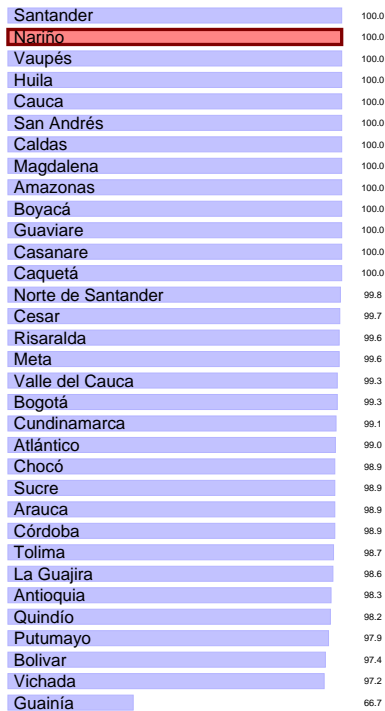 Santander 100.0
Nariño 100.0
Vaupés 100.0
Huila 100.0
Cauca 100.0
San Andrés 100.0
Caldas 100.0
Magdalena 100.0
Amazonas 100.0
Boyacá 100.0
Guaviare 100.0
Casanare 100.0
Caquetá 100.0
Norte de Santander 99.8
Cesar 99.7
Risaralda 99.6
Meta 99.6
Valle del Cauca 99.3
Bogotá 99.3
Cundinamarca 99.1
Atlántico 99.0
Chocó 98.9
Sucre 98.9
Arauca 98.9
Córdoba 98.9
Tolima 98.7
La Guajira 98.6
Antioquia 98.3
Quindío 98.2
Putumayo 97.9
Bolivar 97.4
Vichada 97.2
Guainía 66.7